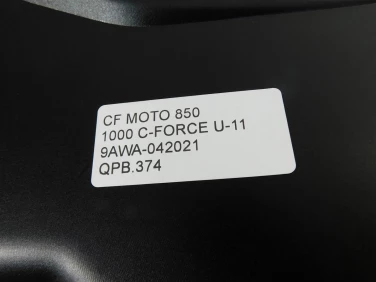 CF MOTO 850
1000 C-FORCE U-11
9AWA-042021
QPB.374